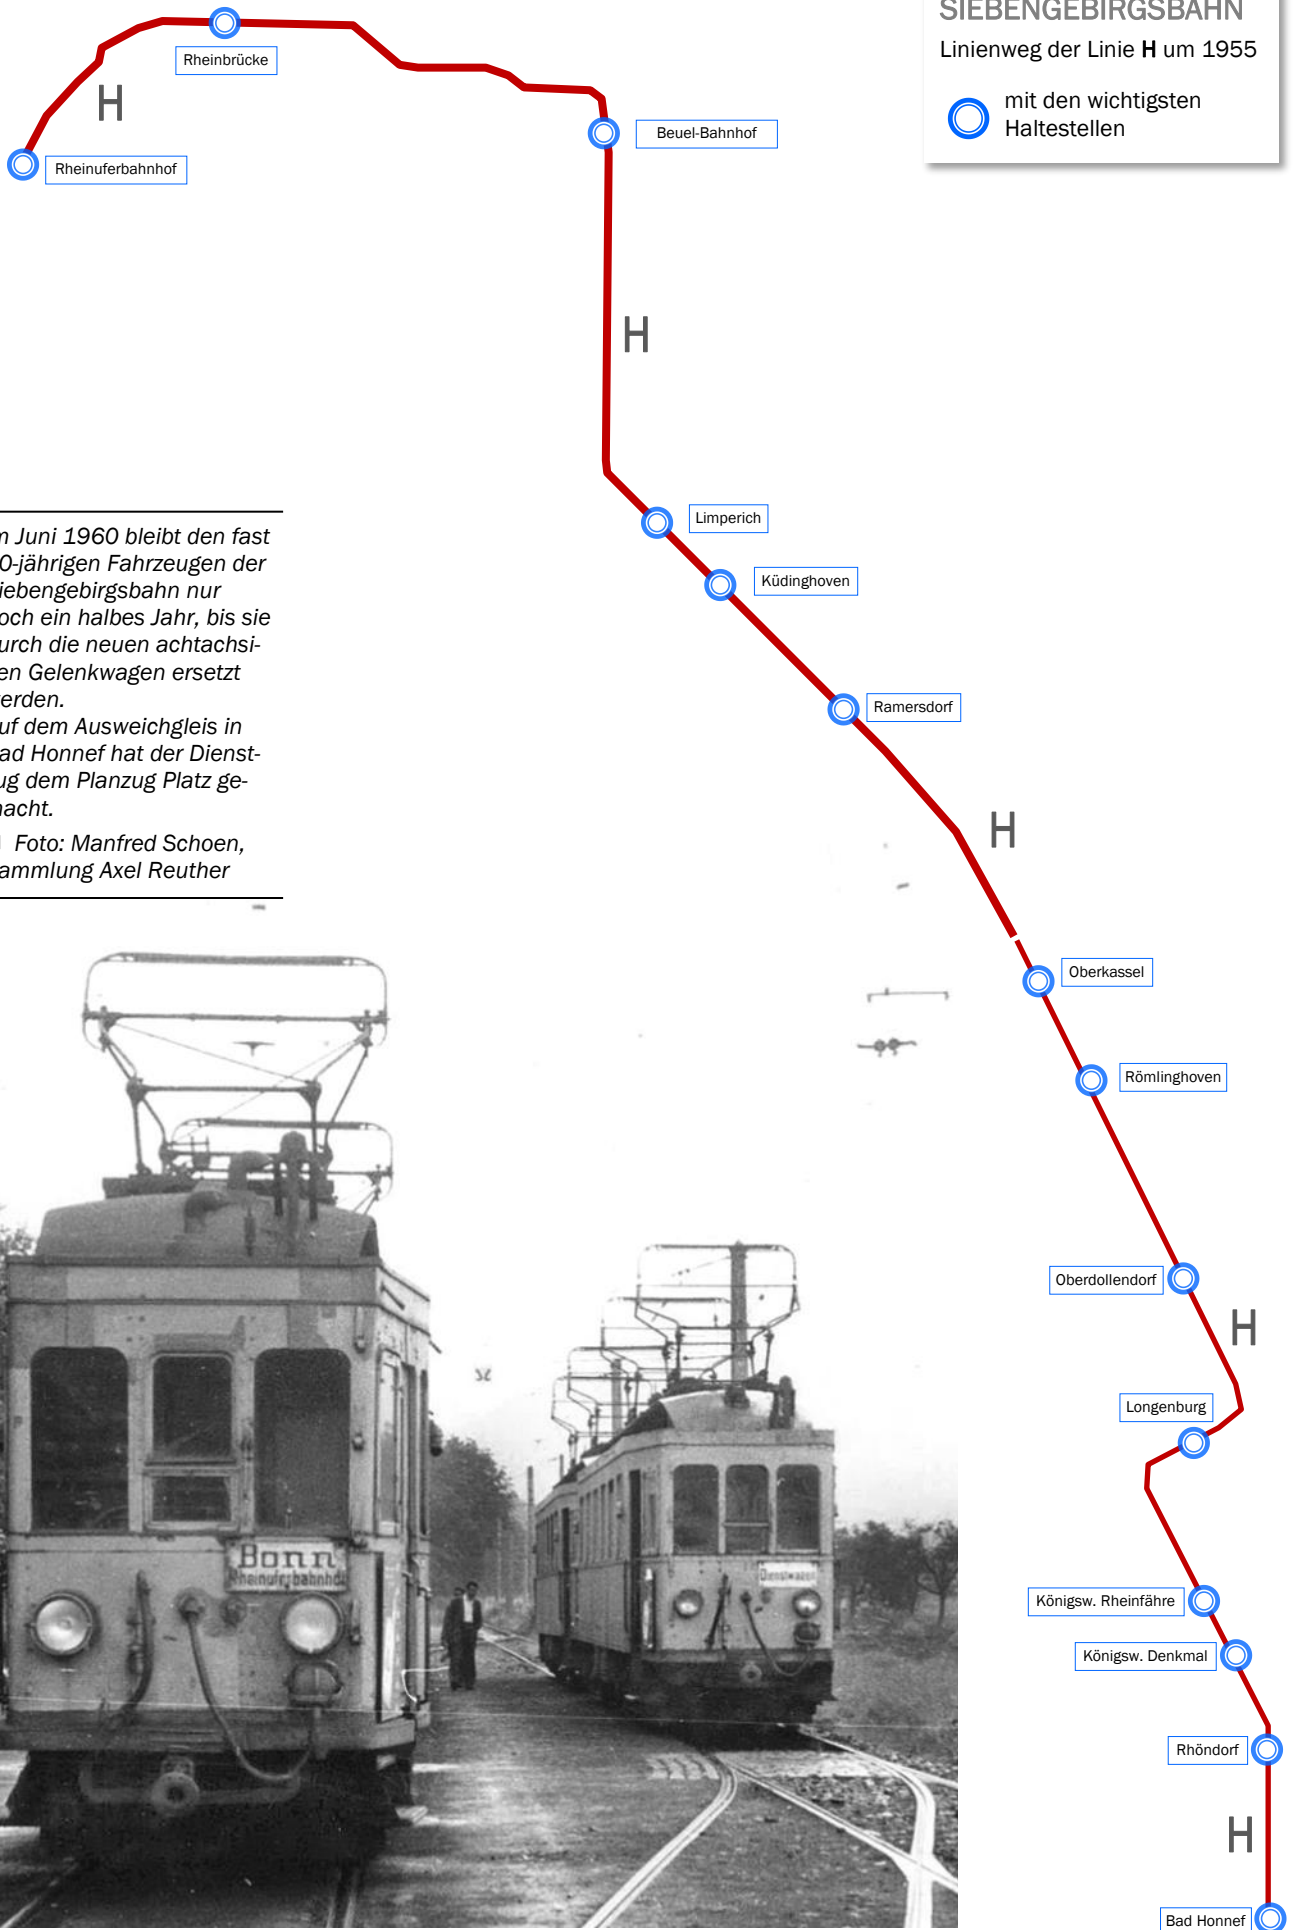 SIEBENGEBIRGSBAHN
Linienweg der Linie H um 1955
mit den wichtigsten
Haltestellen
Rheinbrücke
H
Rheinuferbahnhof
Beuel-Bahnhof
H
Limperich
Küdinghoven
Ramersdorf
H
Oberkassel
Römlinghoven
Oberdollendorf
H
Longenburg
Königsw. Rheinfähre
Königsw. Denkmal
Rhöndorf
H
Bad Honnef
m Juni 1960 bleibt den fast
0-jährigen Fahrzeugen der
iebengebirgsbahn nur
och ein halbes Jahr, bis sie
urch die neuen achtachsi-
en Gelenkwagen ersetzt
erden.
uf dem Ausweichgleis in
ad Honnef hat der Dienst-
ug dem Planzug Platz ge-
macht.
Foto: Manfred Schoen,
ammlung Axel Reuther
Bonn
Rheinuferbahnhof
Dienstwagen